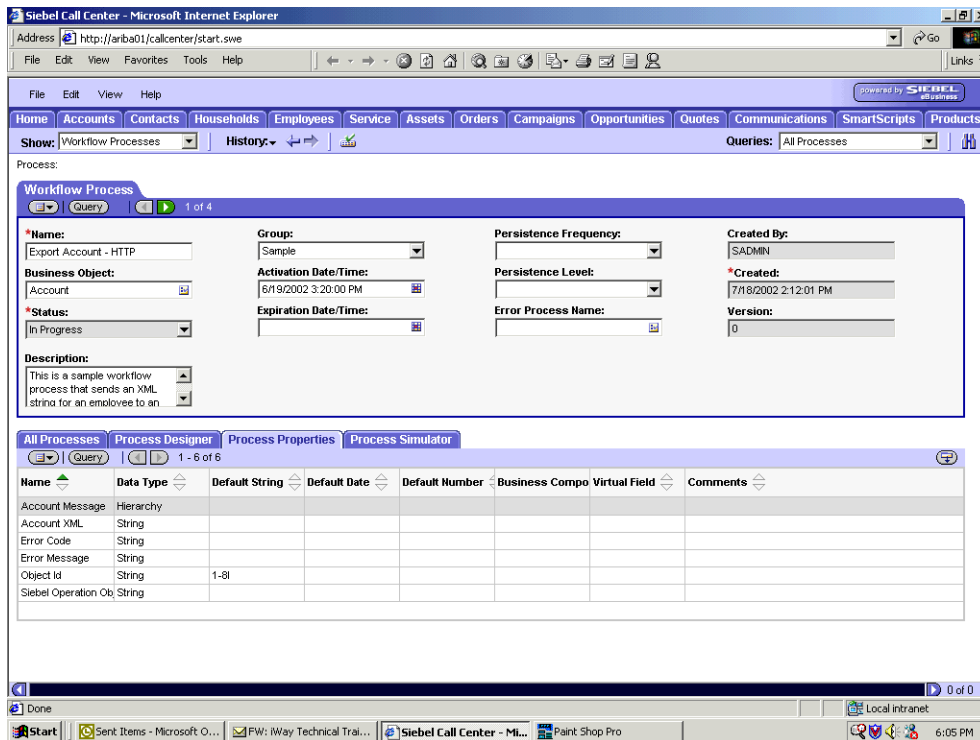 Siebel Call Center - Microsoft Internet Explorer
Address http://ariba01/callcenter/start.swe Go
File Edit View Favorites Tools Help Links
File Edit View Help powered by SIEBEL eBusiness
Home Accounts Contacts Households Employees Service Assets Orders Campaigns Opportunities Quotes Communications SmartScripts Products
Show: Workflow Processes History: Queries: All Processes
Process:
Workflow Process
Query 1 of 4
*Name: Group: Persistence Frequency: Created By:
Export Account - HTTP Sample SADMIN
Business Object: Activation Date/Time: Persistence Level: *Created:
Account 6/19/2002 3:20:00 PM 7/18/2002 2:12:01 PM
*Status: Expiration Date/Time: Error Process Name: Version:
In Progress 0
Description:
This is a sample workflow
process that sends an XML
string for an employee to an
All Processes Process Designer Process Properties Process Simulator
Query 1 - 6 of 6
Name Data Type Default String Default Date Default Number Business Compo Virtual Field Comments
Account Message Hierarchy
Account XML String
Error Code String
Error Message String
Object Id String 1-8I
Siebel Operation Ob String
0 of 0
Done Local intranet
Start Sent Items - Microsoft O... FW: iWay Technical Trai... Siebel Call Center - Mi... Paint Shop Pro 6:05 PM